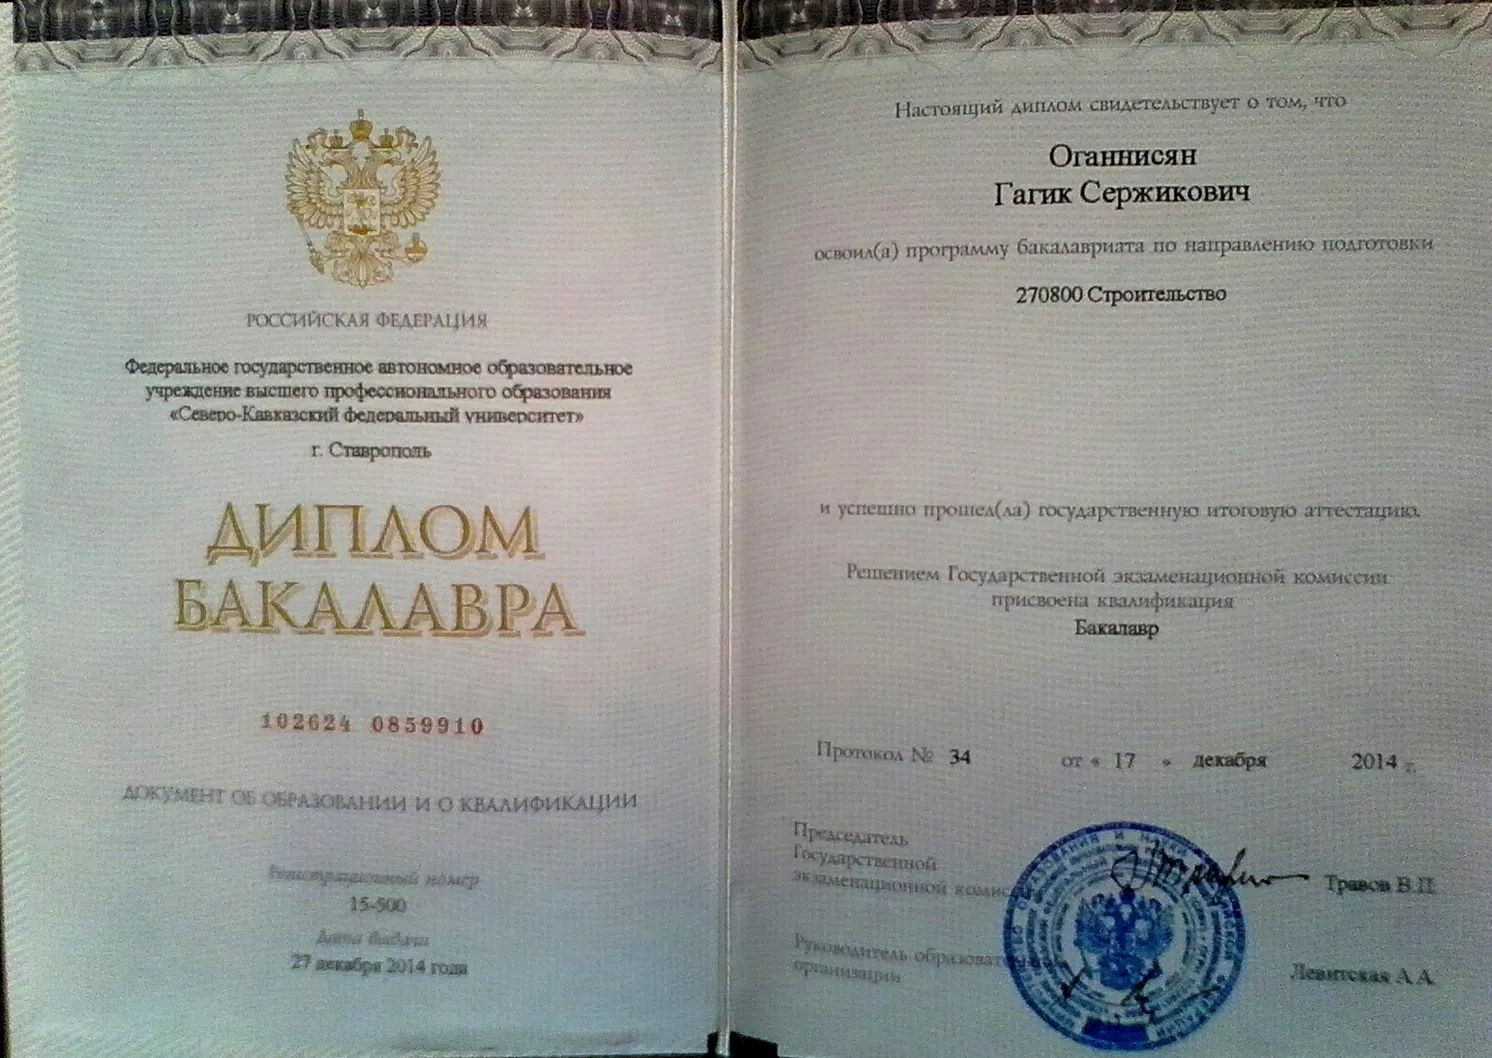 РОССИЙСКАЯ ФЕДЕРАЦИЯ
Федеральное государственное автономное образовательное
учреждение высшего профессионального образования
«Северо-Кавказский федеральный университет»
г. Ставрополь
ДИПЛОМ
БАКАЛАВРА
102624 0859910
ДОКУМЕНТ ОБ ОБРАЗОВАНИИ И О КВАЛИФИКАЦИИ
Регистрационный номер
15-500
Дата выдачи
27 декабря 2014 года
Настоящий диплом свидетельствует о том, что
Оганнисян
Гагик Сержикович
освоил(а) программу бакалавриата по направлению подготовки
270800 Строительство
и успешно прошел(ла) государственную итоговую аттестацию.
Решением Государственной экзаменационной комиссии
присвоена квалификация
Бакалавр
Протокол № 34 от « 17 » декабря 2014 г.
Председатель
Государственной
экзаменационной комис
Травов В.П.
Руководитель образоват
организации
Левитская А.А.